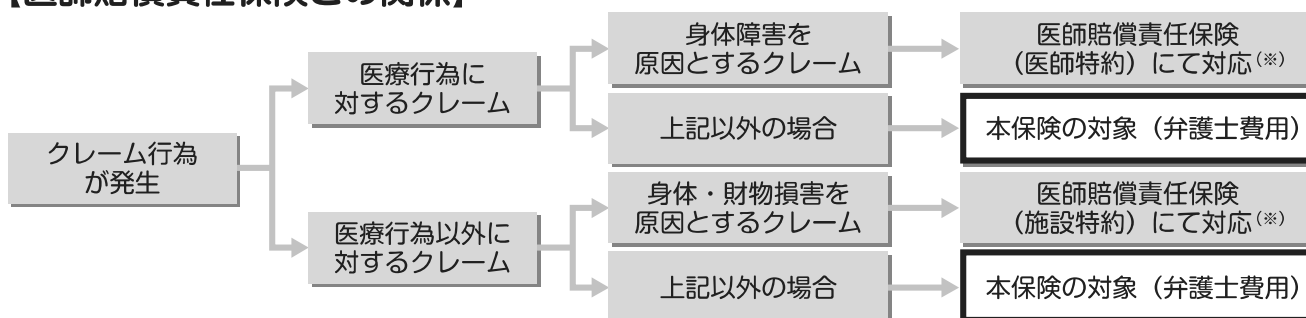 【医師賠償責任保険との関係】
クレーム行為
が発生
医療行為に
対するクレーム
身体障害を
原因とするクレーム
医師賠償責任保険
（医師特約）にて対応(※)
上記以外の場合
本保険の対象（弁護士費用）
医療行為以外に
対するクレーム
身体・財物損害を
原因とするクレーム
医師賠償責任保険
（施設特約）にて対応(※)
上記以外の場合
本保険の対象（弁護士費用）